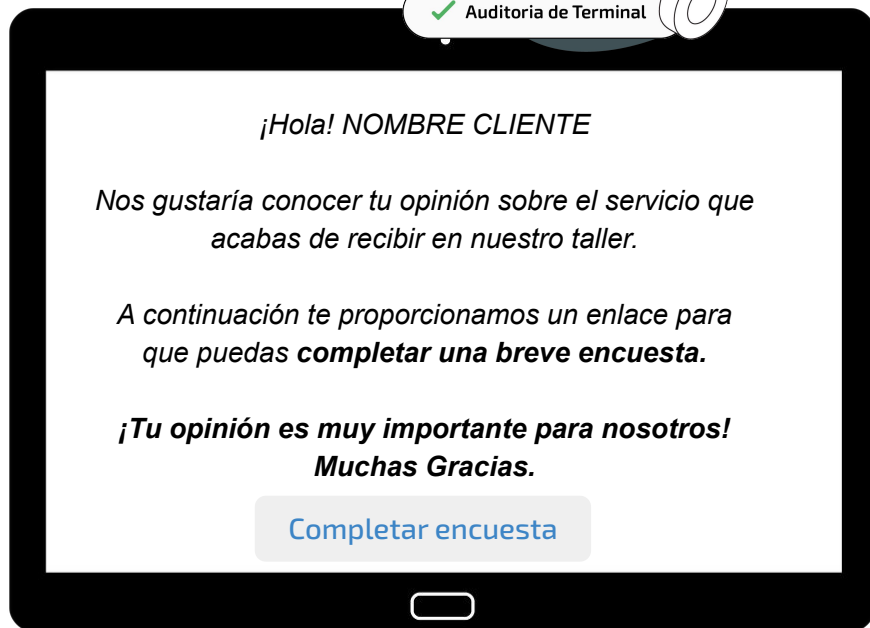 Auditoria de Terminal
¡Hola! NOMBRE CLIENTE
Nos gustaría conocer tu opinión sobre el servicio que
acabas de recibir en nuestro taller.
A continuación te proporcionamos un enlace para
que puedas completar una breve encuesta.
¡Tu opinión es muy importante para nosotros!
Muchas Gracias.
Completar encuesta